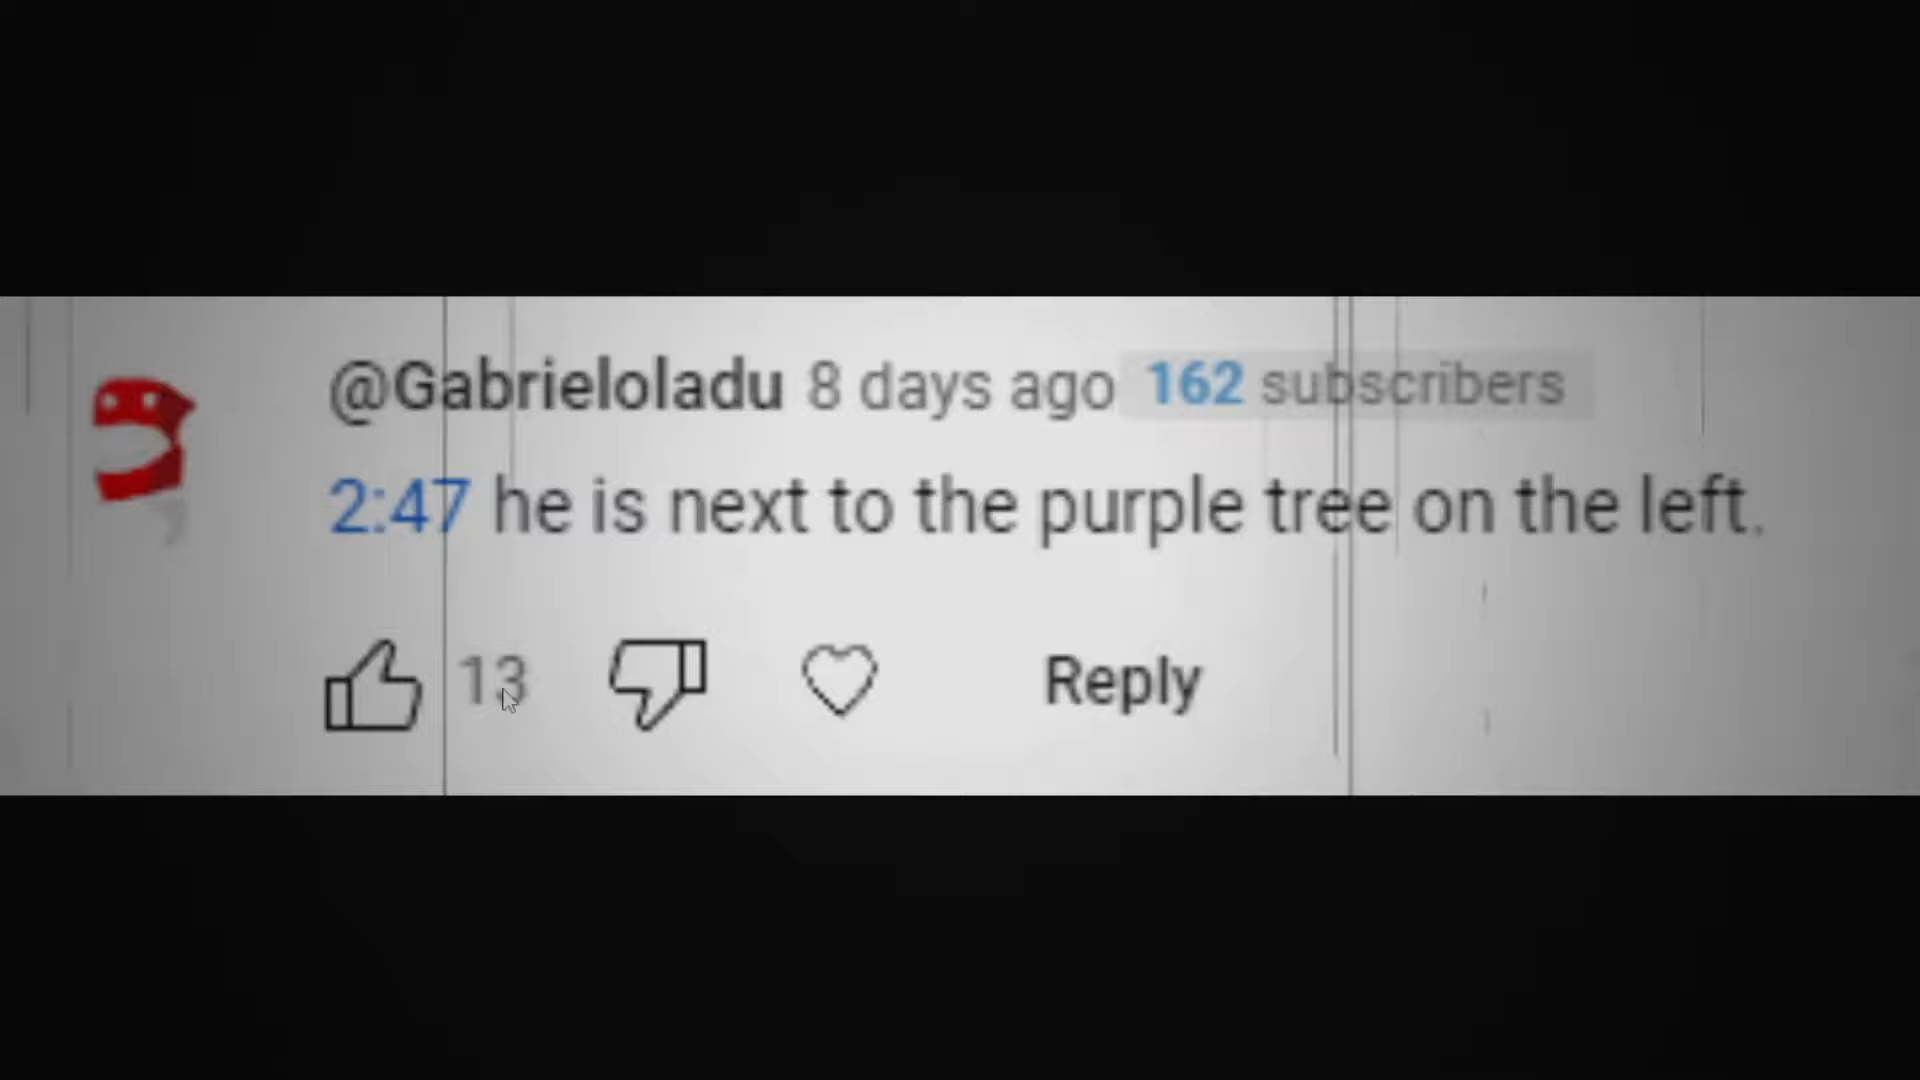 @Gabrieloladu 8 days ago 162 subscribers
2:47 he is next to the purple tree on the left.
13 Reply